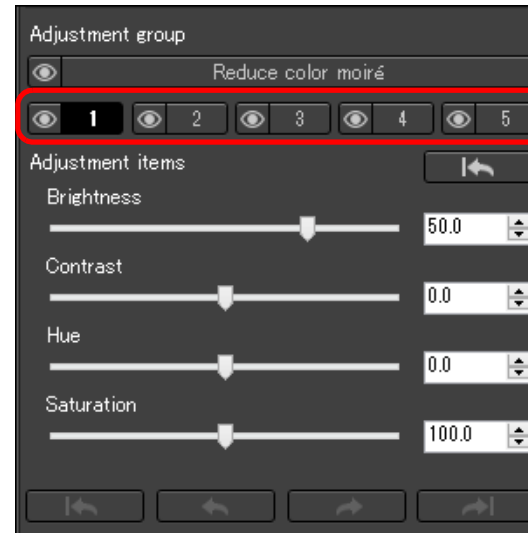 Adjustment group
Reduce color moiré
1 2 3 4 5
Adjustment items
Brightness
50.0
Contrast
0.0
Hue
0.0
Saturation
100.0